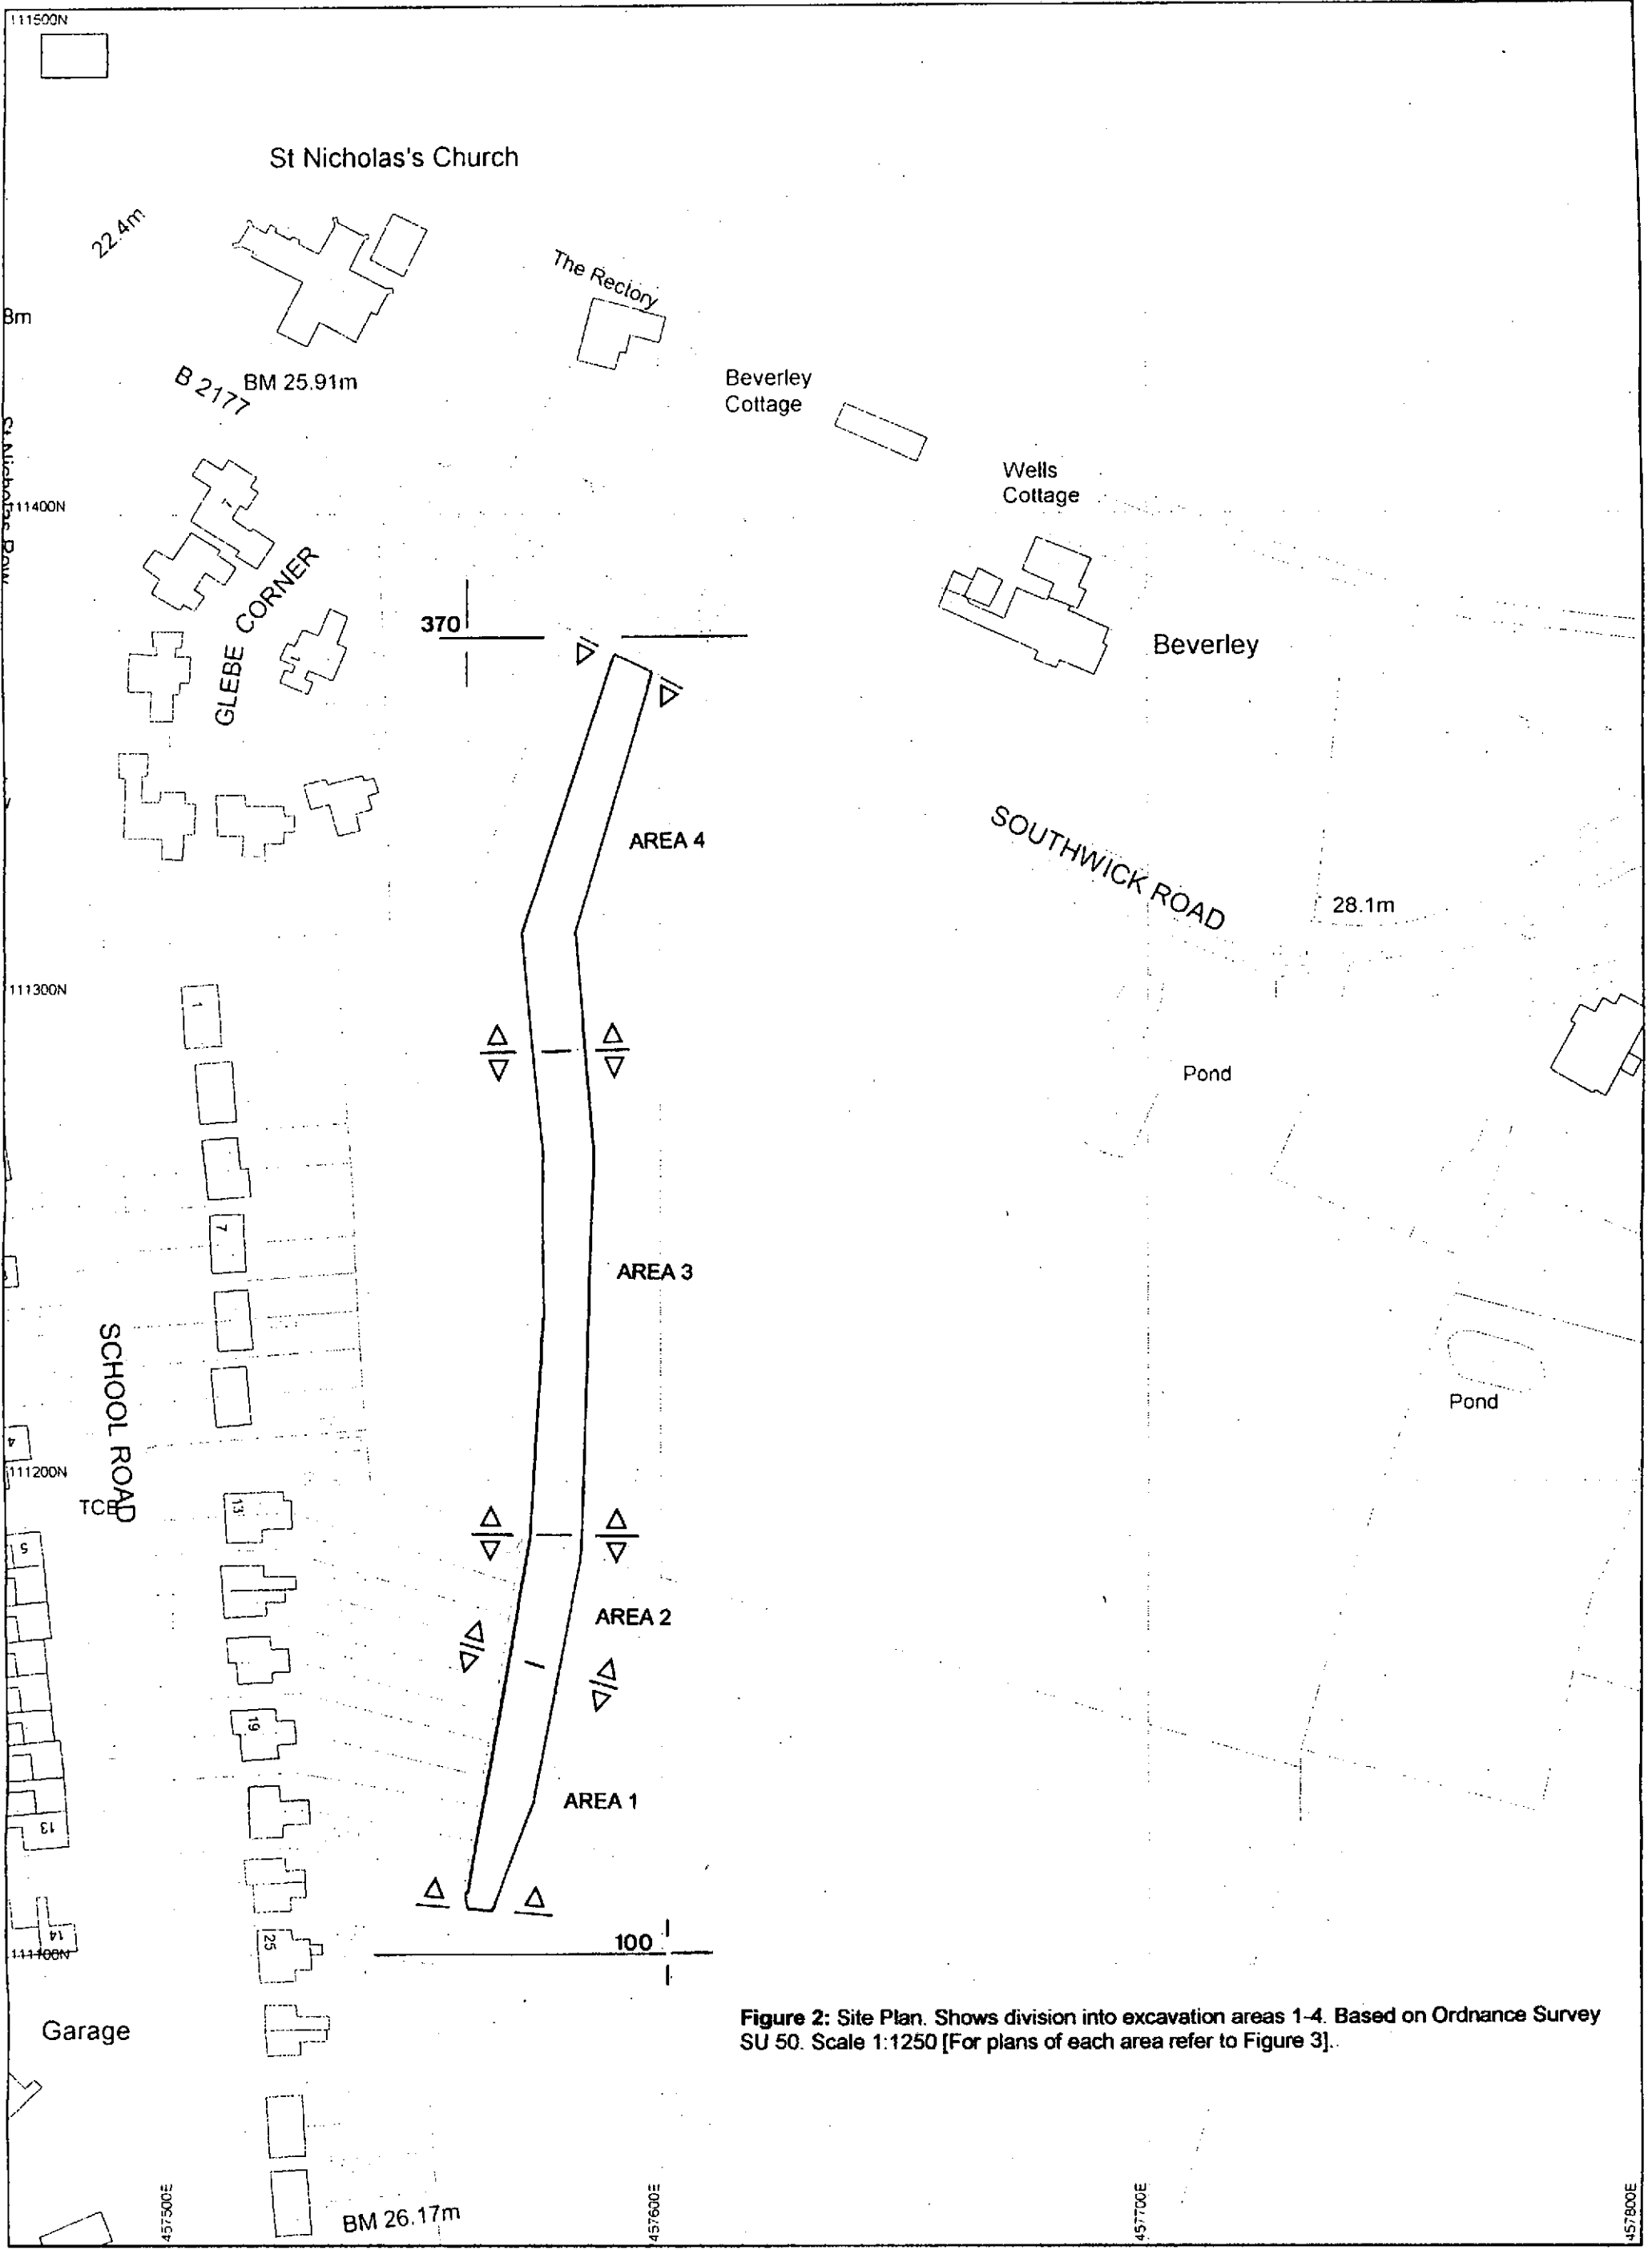 111500N
St Nicholas's Church
22.4m
The Rectory
8m
B 2177
BM 25.91m
Beverley
Cottage
St Nicholas Row
Wells
Cottage
111400N
GLEBE CORNER
370
Beverley
AREA 4
SOUTHWICK ROAD
28.1m
111300N
1
Pond
7
AREA 3
SCHOOL ROAD
Pond
4
111200N
TCB
13
5
AREA 2
19
AREA 1
13
14
25
100
111100N
Garage
Figure 2: Site Plan. Shows division into excavation areas 1-4. Based on Ordnance Survey
SU 50. Scale 1:1250 [For plans of each area refer to Figure 3].
BM 26.17m
457500E
457600E
457700E
457800E